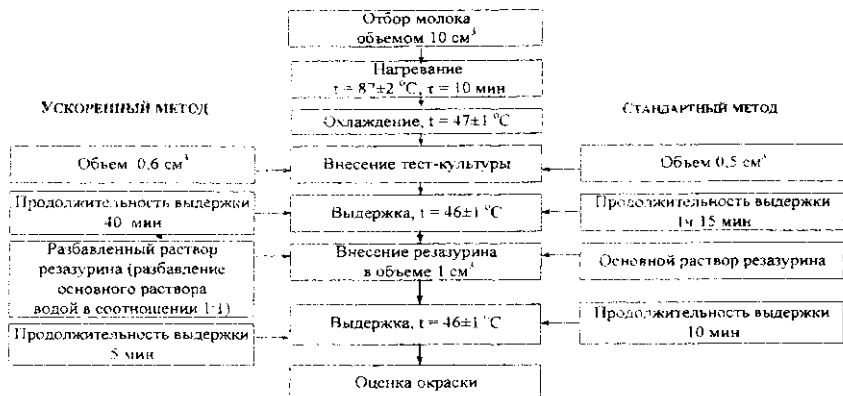 Отбор молока
объемом 10 см³
Нагревание
t = 87±2 °C, τ = 10 мин
УСКОРЕННЫЙ МЕТОД
СТАНДАРТНЫЙ МЕТОД
Охлаждение, t = 47±1 °C
Объем 0,6 см³
Внесение тест-культуры
Объем 0,5 см³
Продолжительность выдержки
40 мин
Выдержка, t = 46±1 °C
Продолжительность выдержки
1ч 15 мин
Разбавленный раствор
резазурина (разбавление
основного раствора
водой в соотношении 1:1)
Внесение резазурина
в объеме 1 см³
Основной раствор резазурина
Продолжительность выдержки
5 мин
Выдержка, t = 46±1 °C
Продолжительность выдержки
10 мин
Оценка окраски